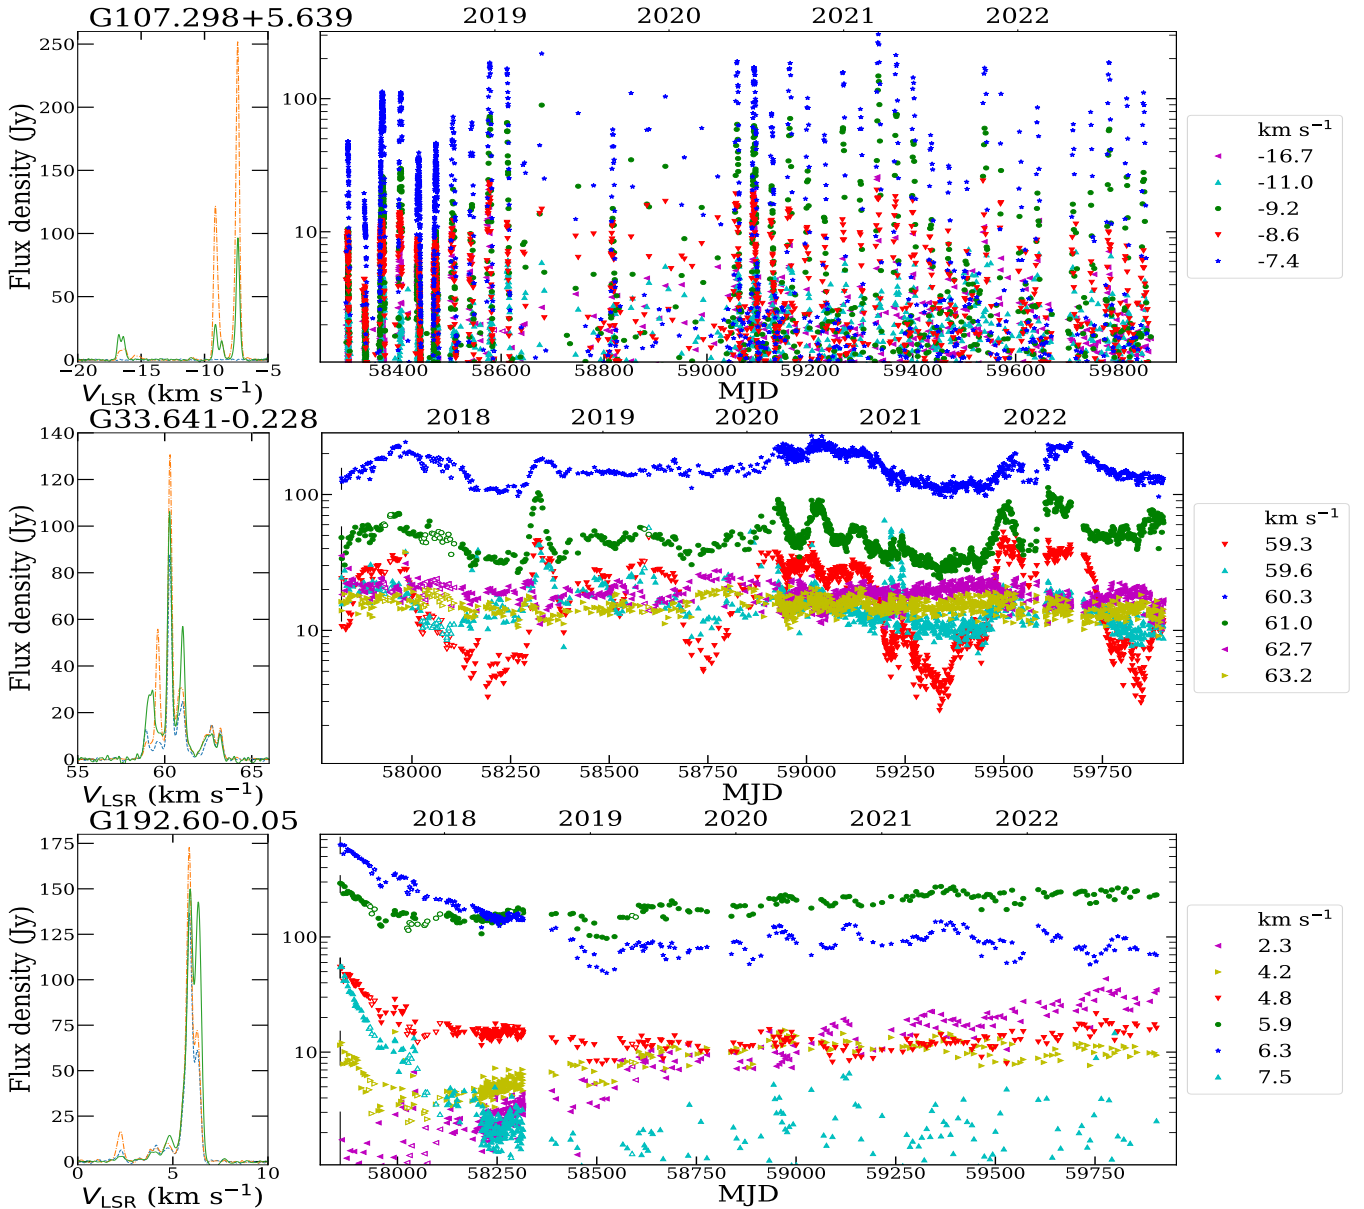 G107.298+5.639
2019 2020 2021 2022
Flux density (Jy)
250
200
150
100
50
0
−20 −15 −10 −5
V_LSR (km s⁻¹)
100
10
58400 58600 58800 59000 59200 59400 59600 59800
MJD
km s⁻¹
-16.7
-11.0
-9.2
-8.6
-7.4
G33.641-0.228
2018 2019 2020 2021 2022
Flux density (Jy)
140
120
100
80
60
40
20
0
55 60 65
V_LSR (km s⁻¹)
100
10
58000 58250 58500 58750 59000 59250 59500 59750
MJD
km s⁻¹
59.3
59.6
60.3
61.0
62.7
63.2
G192.60-0.05
2018 2019 2020 2021 2022
Flux density (Jy)
175
150
125
100
75
50
25
0
0 5 10
V_LSR (km s⁻¹)
100
10
58000 58250 58500 58750 59000 59250 59500 59750
MJD
km s⁻¹
2.3
4.2
4.8
5.9
6.3
7.5